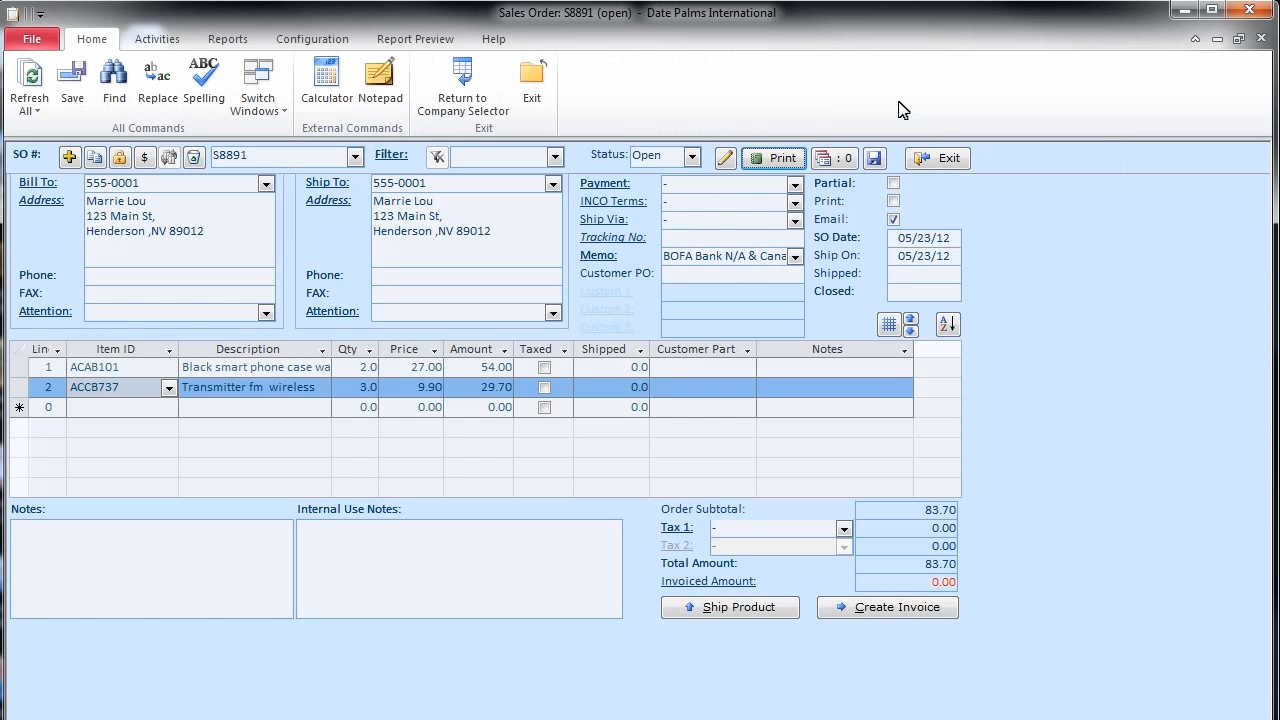 Sales Order: S8891 (open) - Date Palms International
File Home Activities Reports Configuration Report Preview Help
Refresh All Save Find Replace Spelling Switch Windows Calculator Notepad Return to Company Selector Exit
All Commands External Commands Exit
SO #: $ S8891 Filter: Status: Open Print : 0 Exit
Bill To: 555-0001 Ship To: 555-0001 Payment: - Partial:
Address: Marrie Lou Address: Marrie Lou INCO Terms: - Print:
123 Main St, 123 Main St, Ship Via: - Email:
Henderson ,NV 89012 Henderson ,NV 89012 Tracking No: SO Date: 05/23/12
Memo: BOFA Bank N/A & Cana Ship On: 05/23/12
Phone: Phone: Customer PO: Shipped:
FAX: FAX: Custom 1: Closed:
Attention: Attention: Custom 2:
Custom 3:
Lin Item ID Description Qty Price Amount Taxed Shipped Customer Part Notes
1 ACAB101 Black smart phone case wa 2.0 27.00 54.00 0.0
2 ACCB737 Transmitter fm wireless 3.0 9.90 29.70 0.0
0 0.0 0.00 0.00 0.0
Notes: Internal Use Notes: Order Subtotal: 83.70
Tax 1: - 0.00
Tax 2: - 0.00
Total Amount: 83.70
Invoiced Amount: 0.00
Ship Product Create Invoice